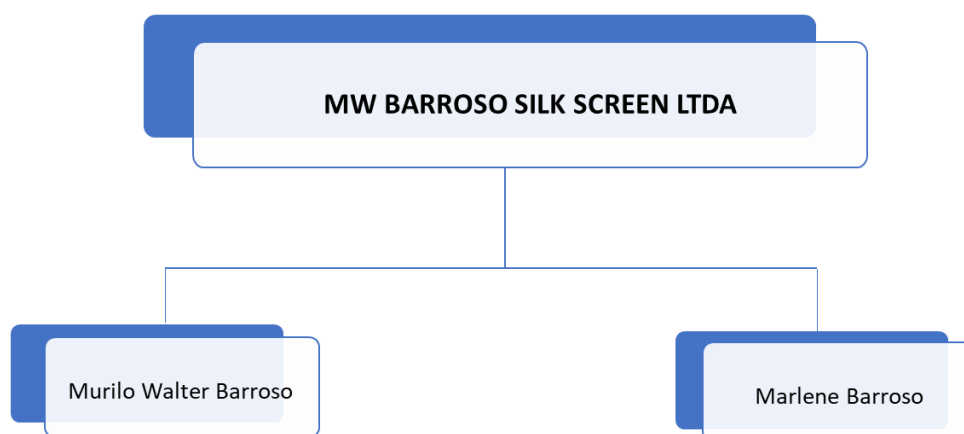 MW BARROSO SILK SCREEN LTDA
Murilo Walter Barroso
Marlene Barroso